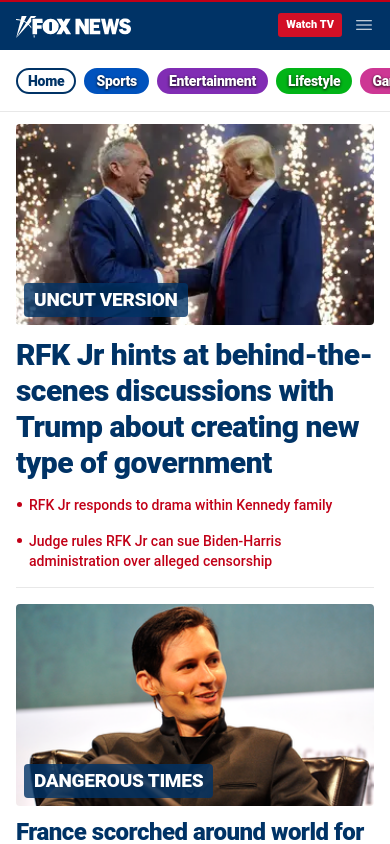 FOX NEWS
Watch TV
Home
Sports
Entertainment
Lifestyle
UNCUT VERSION
RFK Jr hints at behind-the-
scenes discussions with
Trump about creating new
type of government
• RFK Jr responds to drama within Kennedy family
• Judge rules RFK Jr can sue Biden-Harris
administration over alleged censorship
DANGEROUS TIMES
France scorched around world for